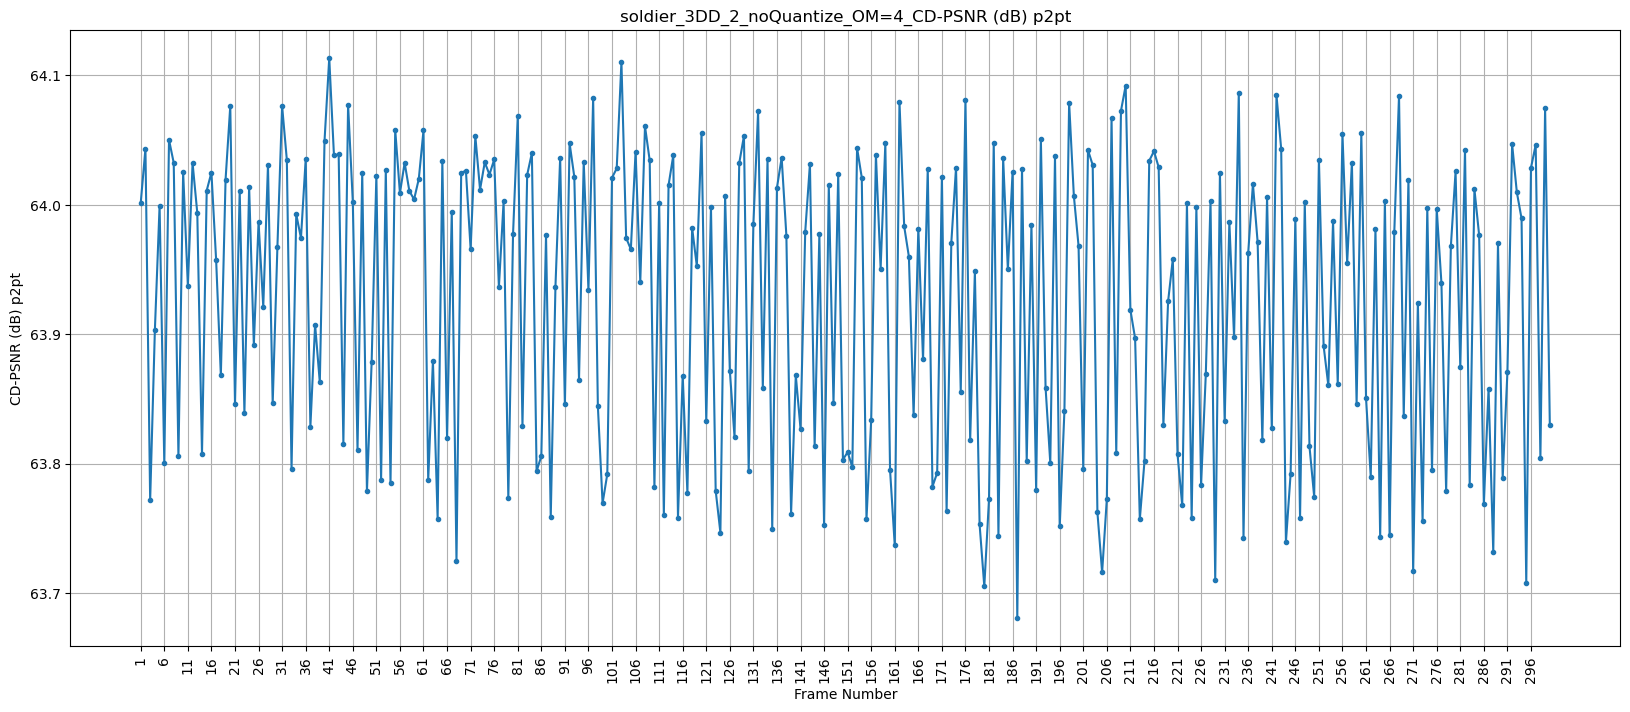 soldier_3DD_2_noQuantize_OM=4_CD-PSNR (dB) p2pt
CD-PSNR (dB) p2pt
64.1
64.0
63.9
63.8
63.7
1 6 11 16 21 26 31 36 41 46 51 56 61 66 71 76 81 86 91 96 101 106 111 116 121 126 131 136 141 146 151 156 161 166 171 176 181 186 191 196 201 206 211 216 221 226 231 236 241 246 251 256 261 266 271 276 281 286 291 296
Frame Number